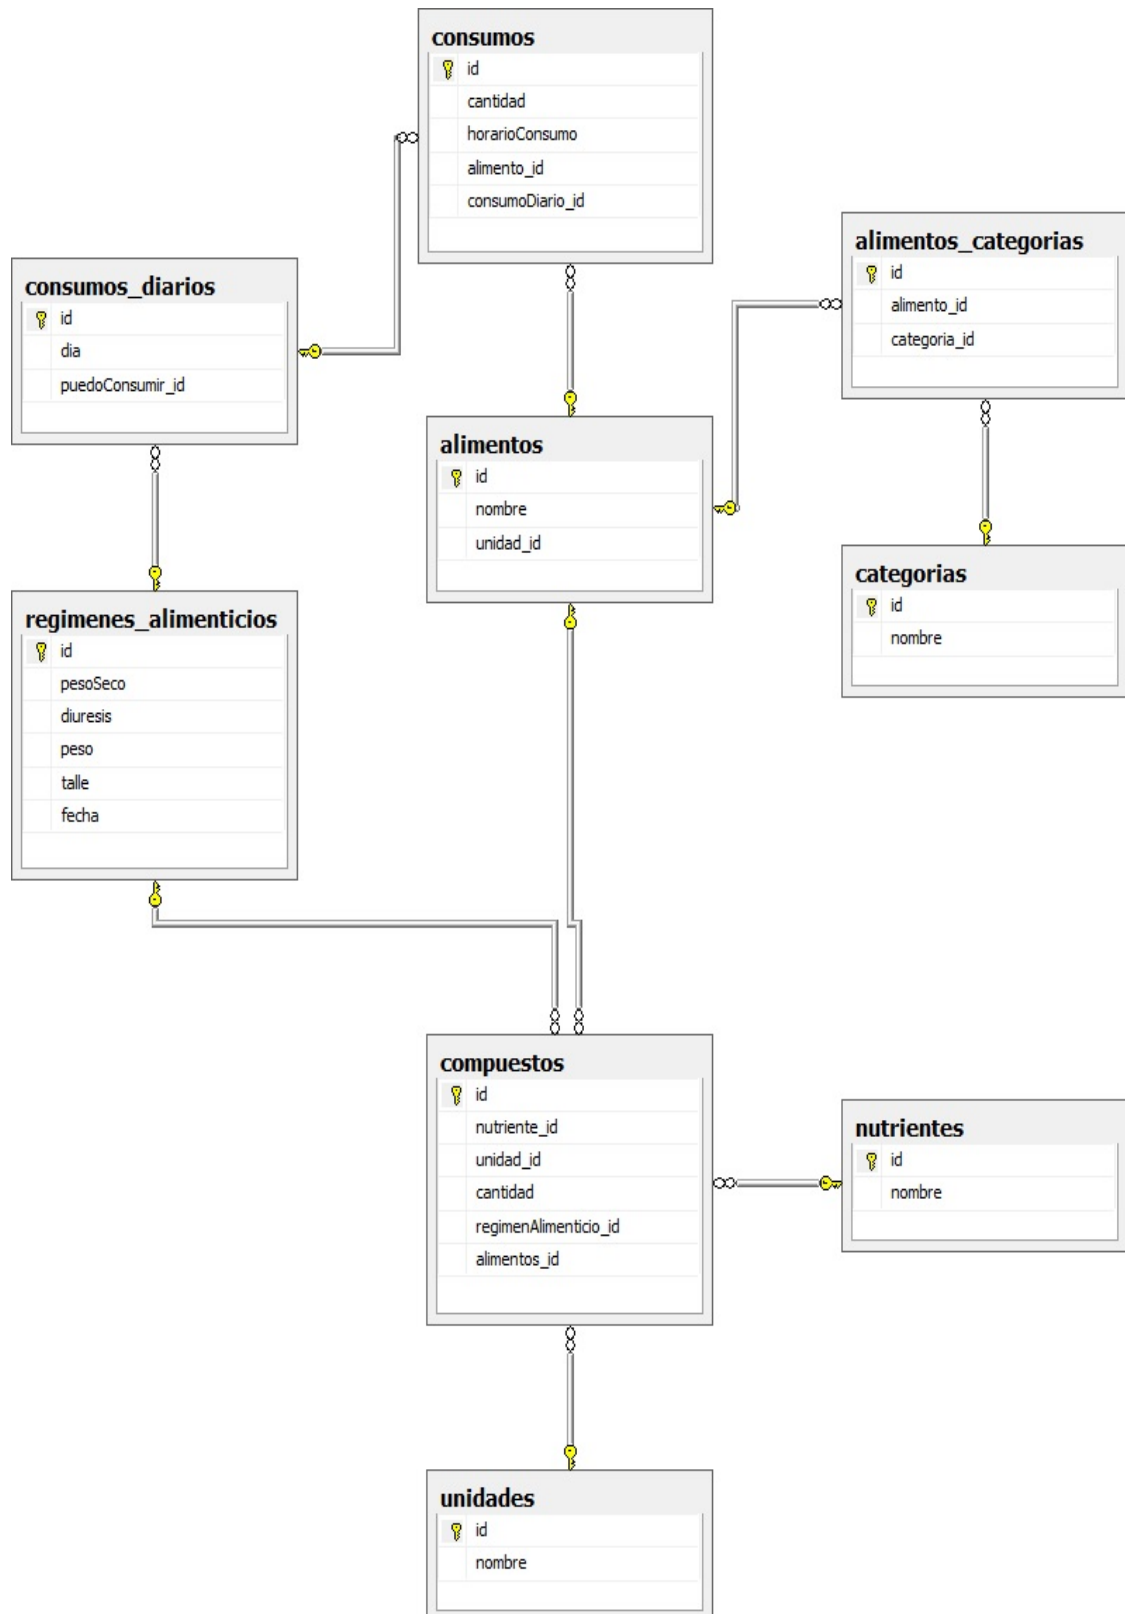 consumos
id
cantidad
horarioConsumo
alimento_id
consumoDiario_id
alimentos_categorias
id
alimento_id
categoria_id
consumos_diarios
id
dia
puedoConsumir_id
alimentos
id
nombre
unidad_id
categorias
id
nombre
regimenes_alimenticios
id
pesoSeco
diuresis
peso
talle
fecha
compuestos
id
nutriente_id
unidad_id
cantidad
regimenAlimenticio_id
alimentos_id
nutrientes
id
nombre
unidades
id
nombre